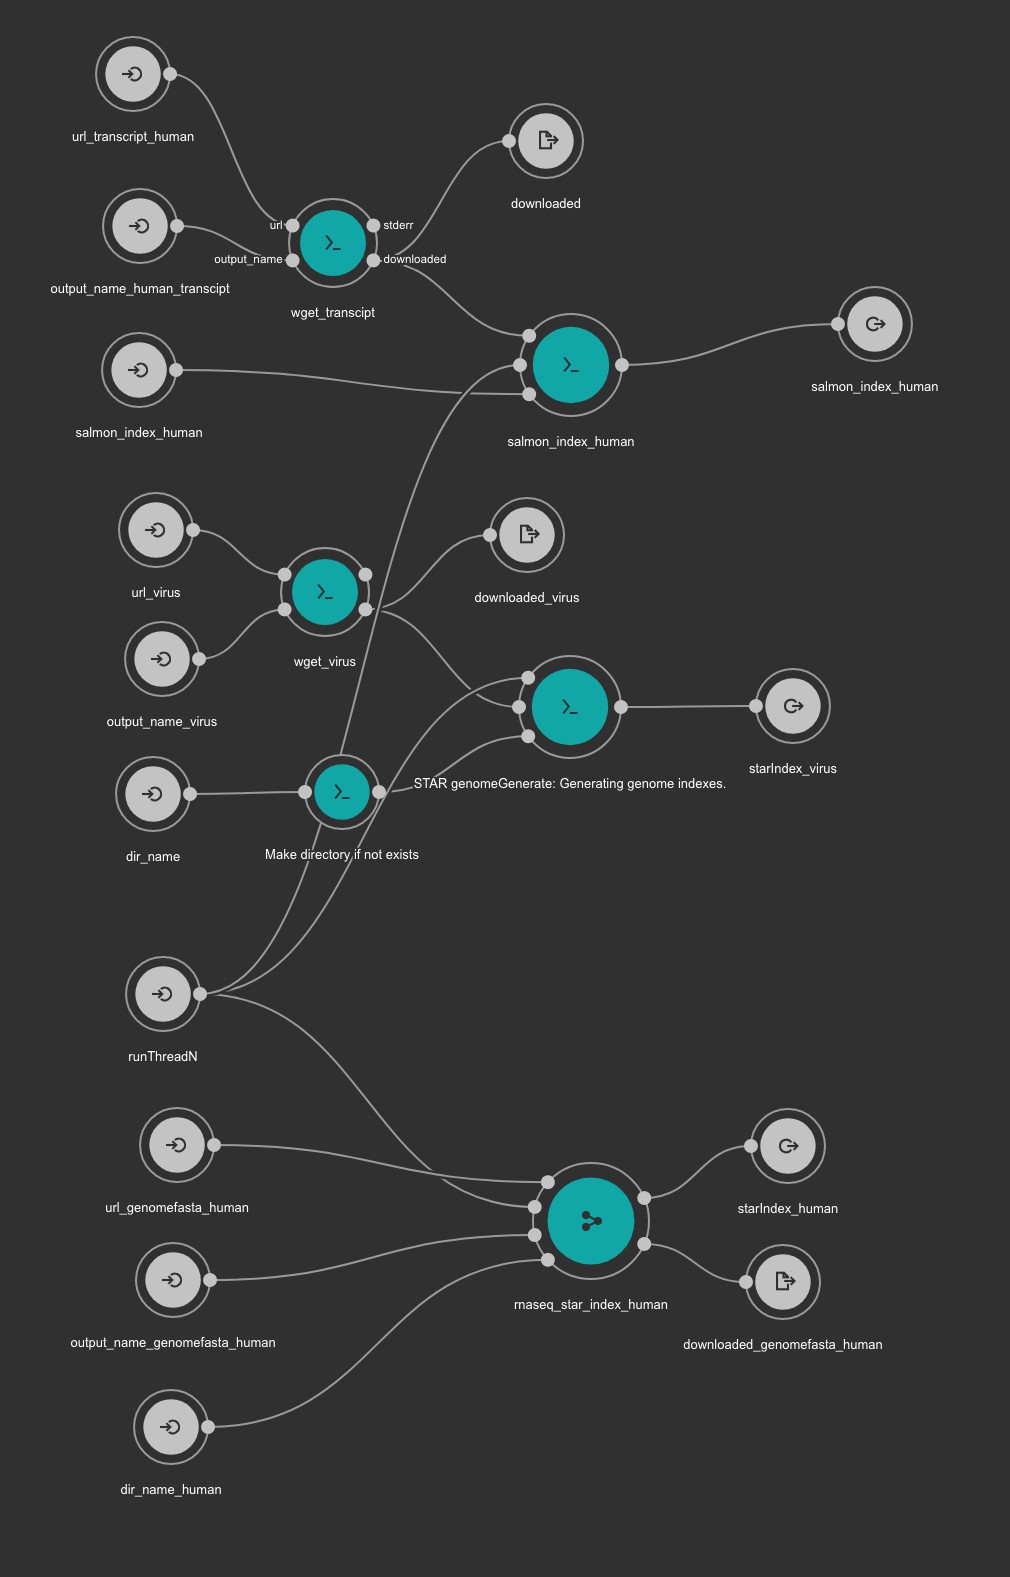 url_transcript_human
downloaded
url
stderr
output_name
downloaded
output_name_human_transcipt
wget_transcipt
salmon_index_human
salmon_index_human
salmon_index_human
url_virus
downloaded_virus
wget_virus
output_name_virus
starIndex_virus
STAR genomeGenerate: Generating genome indexes.
dir_name
Make directory if not exists
runThreadN
url_genomefasta_human
starIndex_human
rnaseq_star_index_human
output_name_genomefasta_human
downloaded_genomefasta_human
dir_name_human